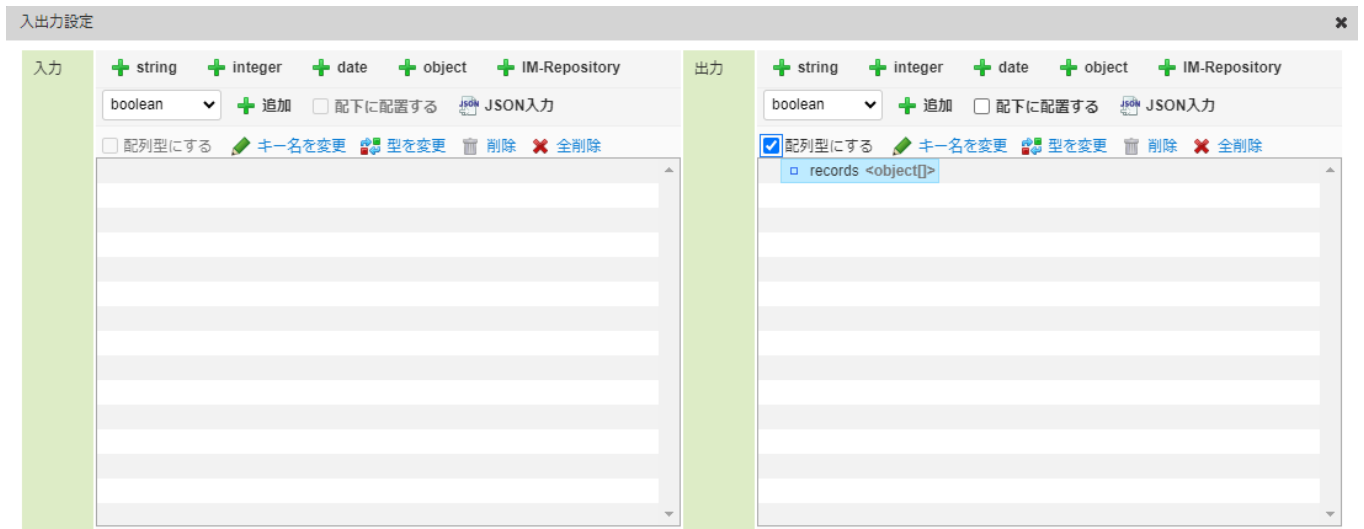 入出力設定
入力
string integer date object IM-Repository
boolean 追加 配下に配置する JSON JSON入力
配列型にする キー名を変更 型を変更 削除 全削除
出力
string integer date object IM-Repository
boolean 追加 配下に配置する JSON JSON入力
配列型にする キー名を変更 型を変更 削除 全削除
records <object[]>